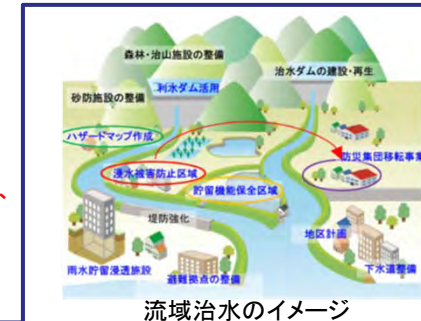 森林・治山施設の整備
治水ダムの建設・再生
利水ダム活用
砂防施設の整備
ハザードマップ作成
浸水被害防止区域
防災集団移転事業
貯留機能保全区域
堤防強化
地区計画
雨水貯留浸透施設
避難拠点の整備
下水道整備
流域治水のイメージ
、